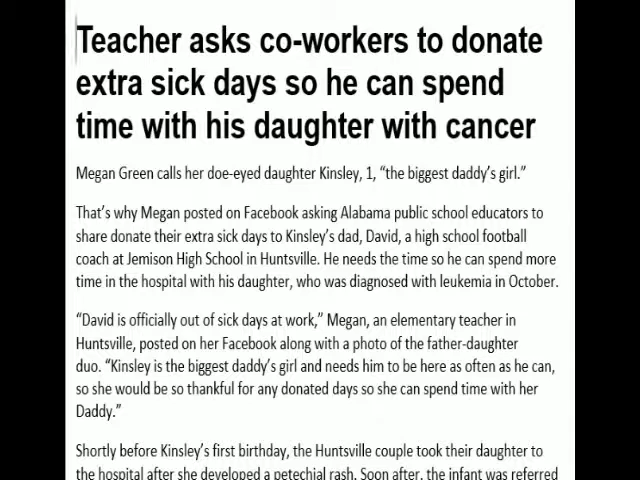 Teacher asks co-workers to donate
extra sick days so he can spend
time with his daughter with cancer
Megan Green calls her doe-eyed daughter Kinsley, 1, “the biggest daddy’s girl.”
That’s why Megan posted on Facebook asking Alabama public school educators to
share donate their extra sick days to Kinsley’s dad, David, a high school football
coach at Jemison High School in Huntsville. He needs the time so he can spend more
time in the hospital with his daughter, who was diagnosed with leukemia in October.
“David is officially out of sick days at work,” Megan, an elementary teacher in
Huntsville, posted on her Facebook along with a photo of the father-daughter
duo. “Kinsley is the biggest daddy’s girl and needs him to be here as often as he can,
so she would be so thankful for any donated days so she can spend time with her
Daddy.”
Shortly before Kinsley’s first birthday, the Huntsville couple took their daughter to
the hospital after she developed a petechial rash. Soon after, the infant was referred